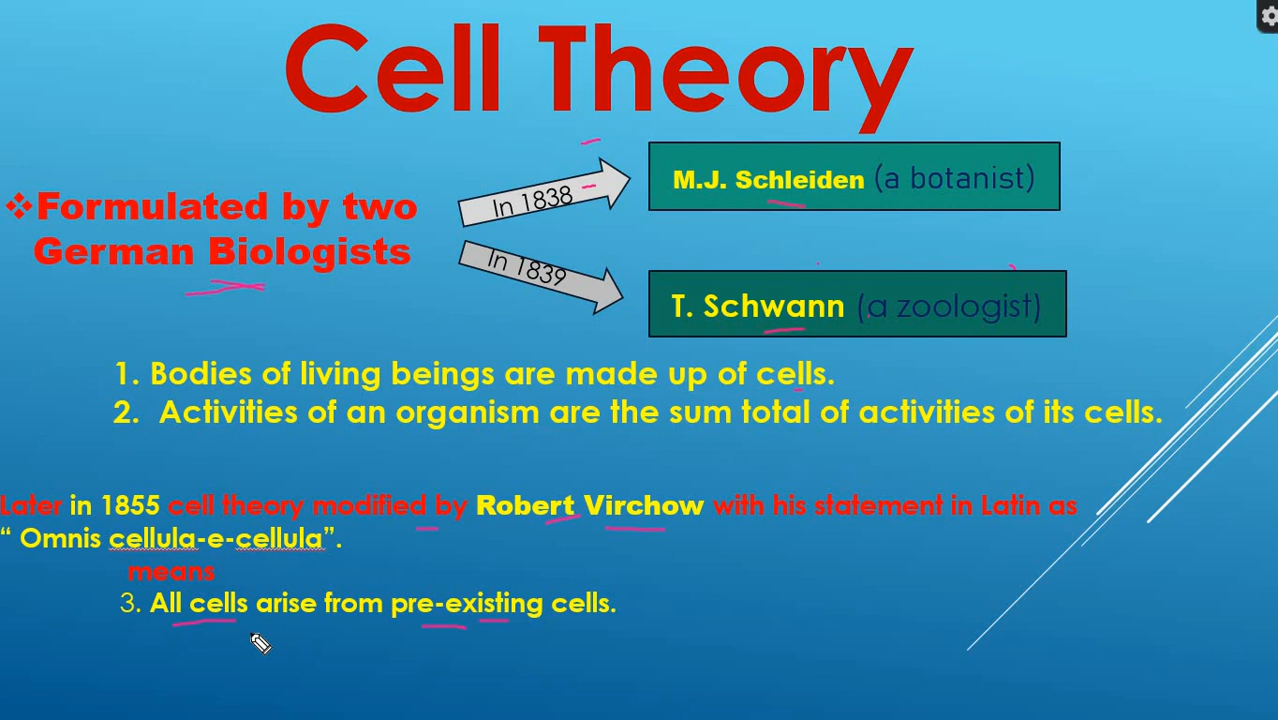 Cell Theory
❖Formulated by two
German Biologists
In 1838
M.J. Schleiden (a botanist)
In 1839
T. Schwann (a zoologist)
1. Bodies of living beings are made up of cells.
2. Activities of an organism are the sum total of activities of its cells.
Later in 1855 cell theory modified by Robert Virchow with his statement in Latin as
“ Omnis cellula-e-cellula”.
means
3. All cells arise from pre-existing cells.